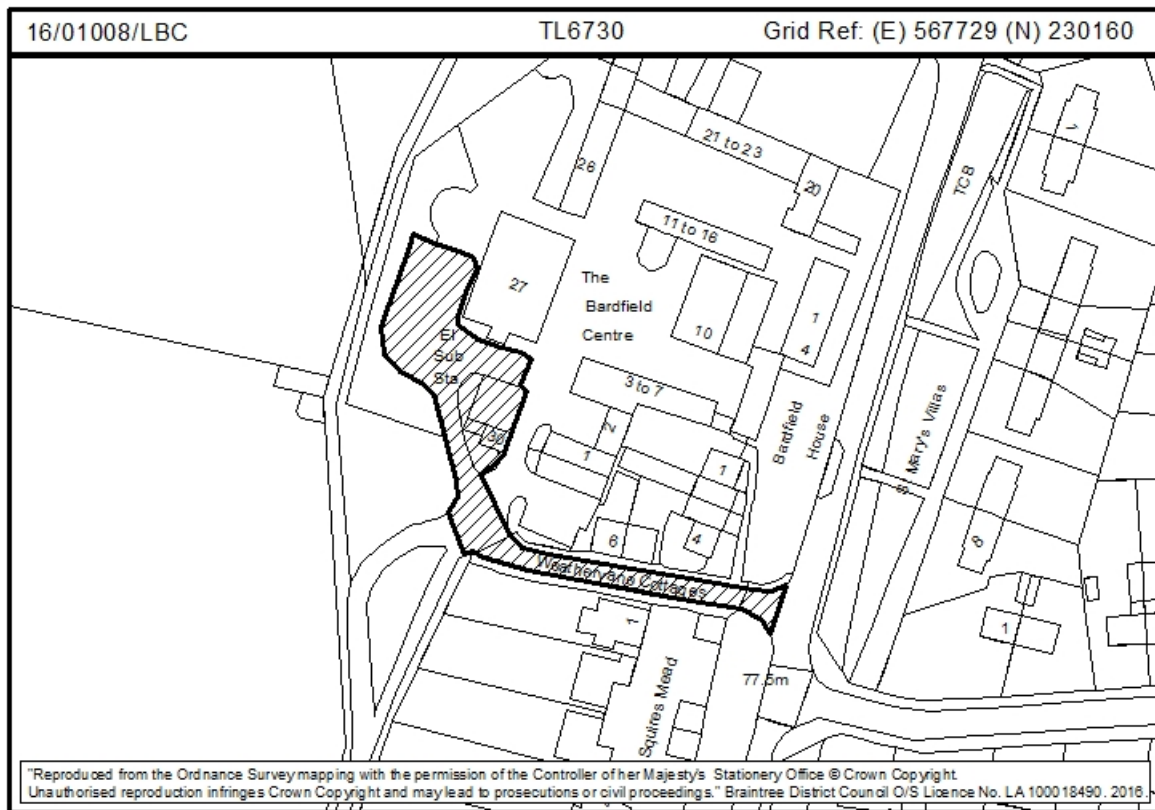 16/01008/LBC TL6730 Grid Ref: (E) 567729 (N) 230160
21 to 23
26
20
7
TCB
11 to 16
27
The
Bardfield
Centre
10
1
4
El
Sub
Sta
3 to 7
30
2
1
1
Bardfield
House
Mary's Villas
5
6
4
8
Weathervane Cottages
1
1
77.5m
Squires Mead
"Reproduced from the Ordnance Survey mapping with the permission of the Controller of her Majesty's Stationery Office © Crown Copyright.
Unauthorised reproduction infringes Crown Copyright and may lead to prosecutions or civil proceedings." Braintree District Council O/S Licence No. LA 100018490. 2016.